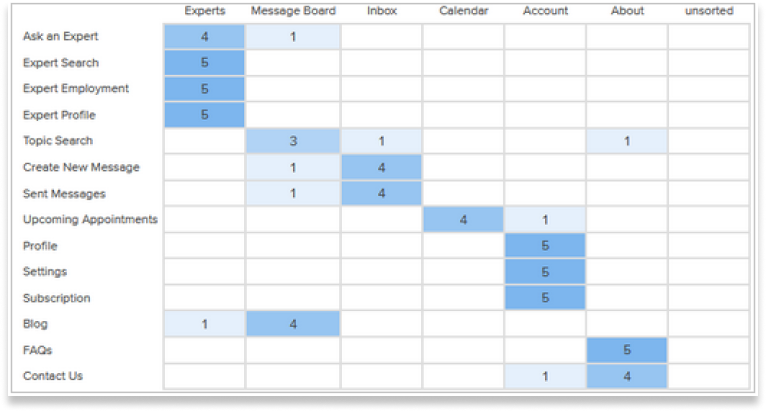 Experts Message Board Inbox Calendar Account About unsorted
Ask an Expert 4 1
Expert Search 5
Expert Employment 5
Expert Profile 5
Topic Search 3 1 1
Create New Message 1 4
Sent Messages 1 4
Upcoming Appointments 4 1
Profile 5
Settings 5
Subscription 5
Blog 1 4
FAQs 5
Contact Us 1 4